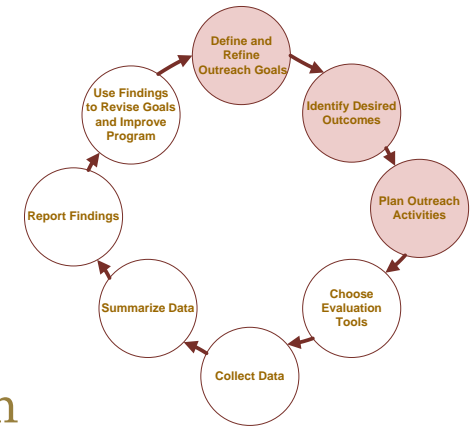 Define and
Refine
Outreach Goals
Identify Desired
Outcomes
Plan Outreach
Activities
Choose
Evaluation
Tools
Collect Data
Summarize Data
Report Findings
Use Findings
to Revise Goals
and Improve
Program